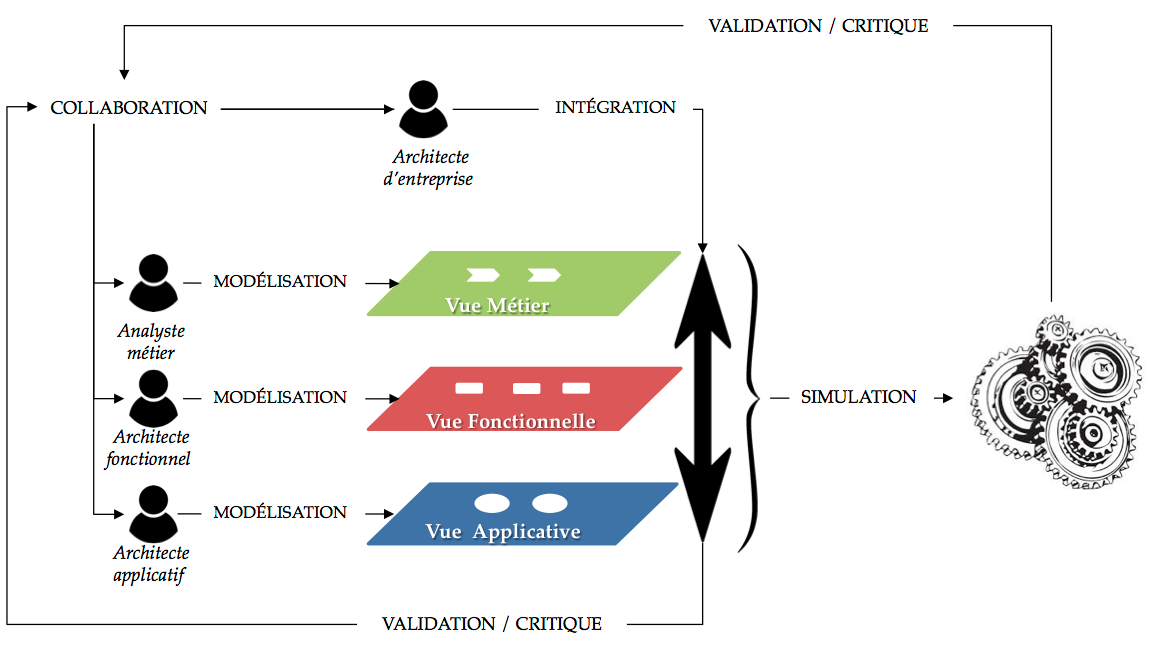 VALIDATION / CRITIQUE
COLLABORATION
INTÉGRATION
Architecte
d'entreprise
MODÉLISATION
Vue Métier
Analyste
métier
MODÉLISATION
Vue Fonctionnelle
SIMULATION
Architecte
fonctionnel
MODÉLISATION
Vue Applicative
Architecte
applicatif
VALIDATION / CRITIQUE